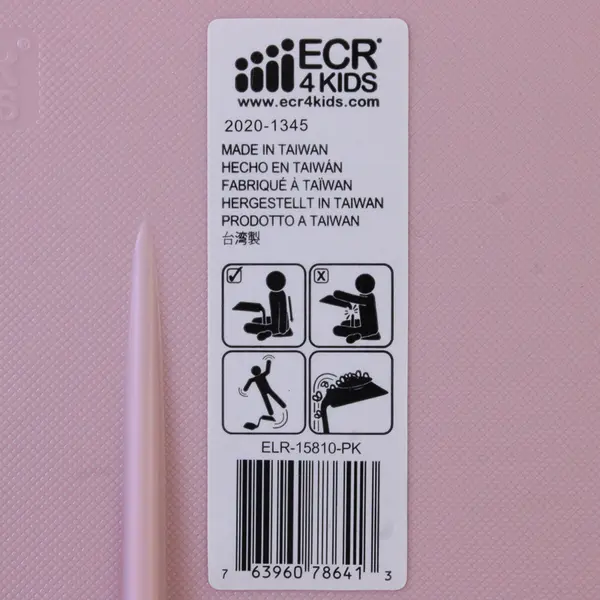 ECR®
4 KIDS
www.ecr4kids.com
2020-1345
MADE IN TAIWAN
HECHO EN TAIWÁN
FABRIQUÉ À TAÏWAN
HERGESTELLT IN TAIWAN
PRODOTTO A TAIWAN
台湾製
X
ELR-15810-PK
7 63960 78641 3